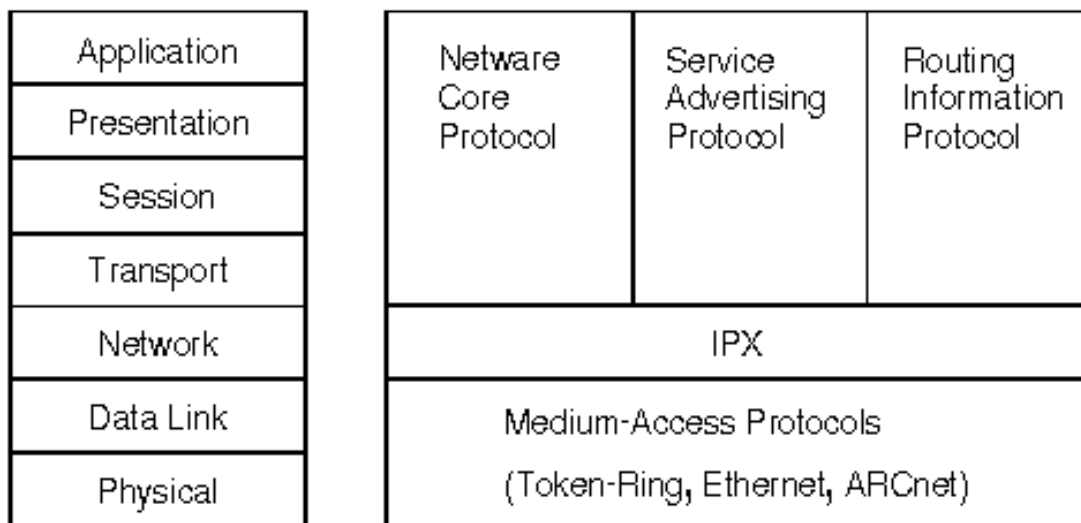 Application
Presentation
Session
Transport
Network
Data Link
Physical
Netware
Core
Protocol
Service
Advertising
Protocol
Routing
Information
Protocol
IPX
Medium-Access Protocols
(Token-Ring, Ethernet, ARCnet)